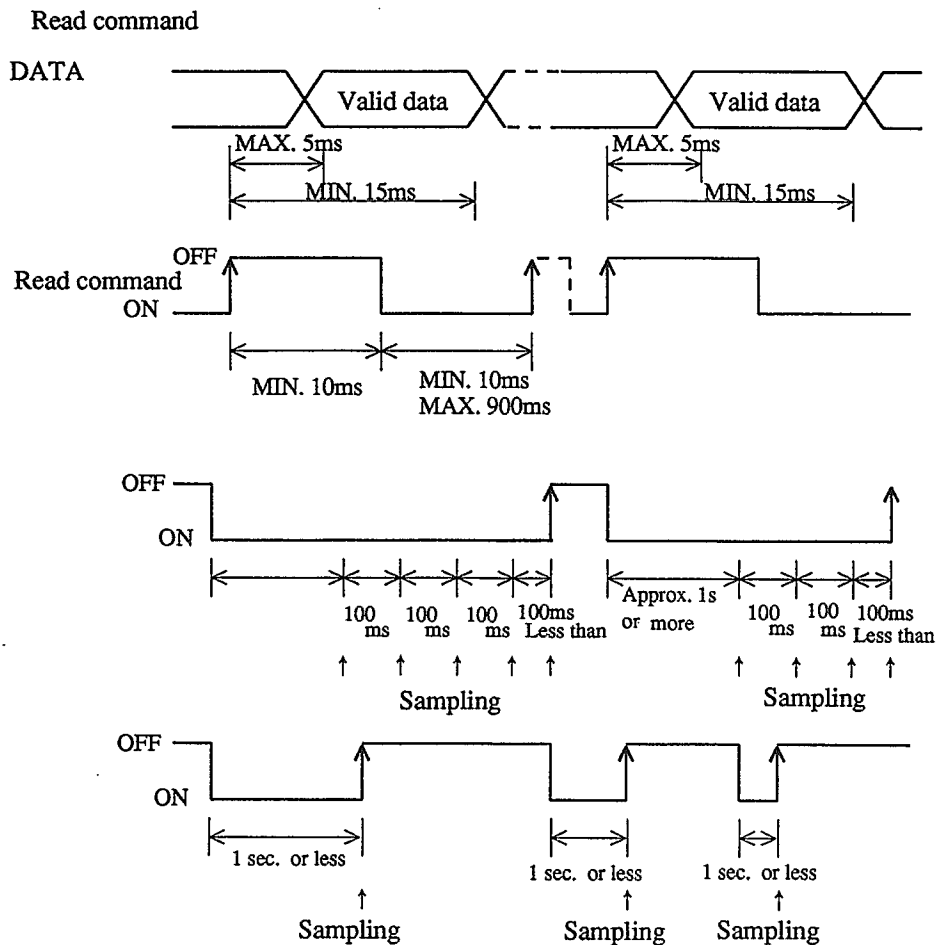 Read command
DATA
Valid data
Valid data
MAX. 5ms
MAX. 5ms
MIN. 15ms
MIN. 15ms
OFF
Read command
ON
MIN. 10ms
MIN. 10ms
MAX. 900ms
OFF
ON
100 ms
100 ms
100 ms
100ms
Less than
Approx. 1s
or more
100 ms
100 ms
100ms
Less than
Sampling
Sampling
OFF
ON
1 sec. or less
1 sec. or less
1 sec. or less
Sampling
Sampling
Sampling